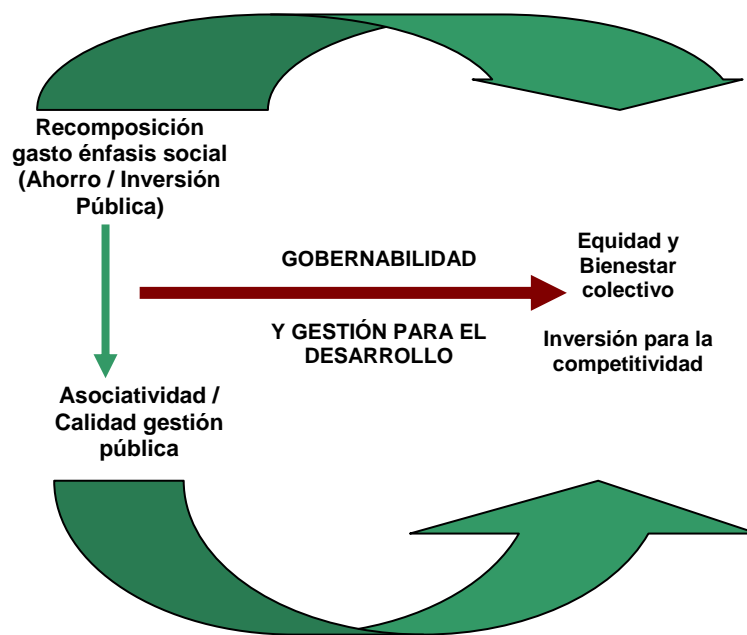 Recomposición
gasto énfasis social
(Ahorro / Inversión
Pública)
GOBERNABILIDAD
Y GESTIÓN PARA EL
DESARROLLO
Equidad y
Bienestar
colectivo
Inversión para la
competitividad
Asociatividad /
Calidad gestión
pública